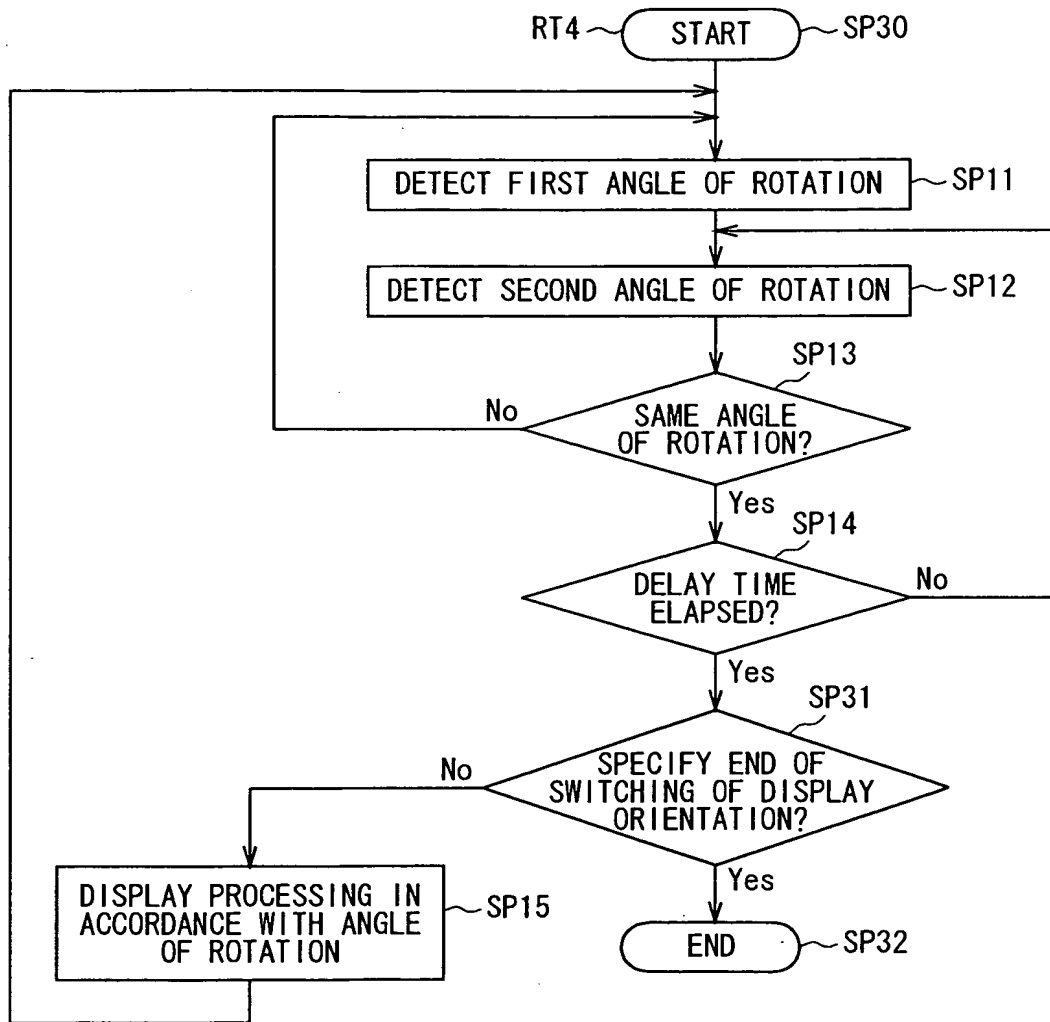 RT4 START SP30
DETECT FIRST ANGLE OF ROTATION SP11
DETECT SECOND ANGLE OF ROTATION SP12
SP13
No
SAME ANGLE
OF ROTATION?
Yes
SP14
DELAY TIME
ELAPSED?
No
Yes
SP31
No
SPECIFY END OF
SWITCHING OF DISPLAY
ORIENTATION?
Yes
DISPLAY PROCESSING IN
ACCORDANCE WITH ANGLE
OF ROTATION
SP15
END SP32